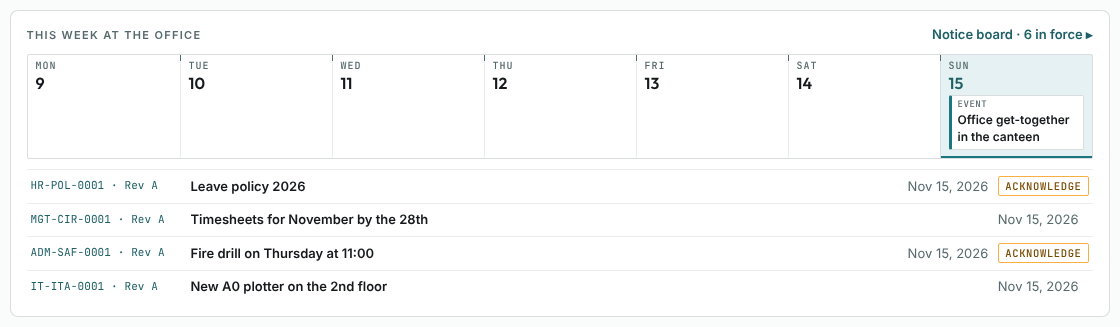 THIS WEEK AT THE OFFICE
Notice board · 6 in force ▸
MON TUE WED THU FRI SAT SUN
9 10 11 12 13 14 15
EVENT
Office get-together
in the canteen
HR-POL-0001 · Rev A Leave policy 2026 Nov 15, 2026 ACKNOWLEDGE
MGT-CIR-0001 · Rev A Timesheets for November by the 28th Nov 15, 2026
ADM-SAF-0001 · Rev A Fire drill on Thursday at 11:00 Nov 15, 2026 ACKNOWLEDGE
IT-ITA-0001 · Rev A New A0 plotter on the 2nd floor Nov 15, 2026